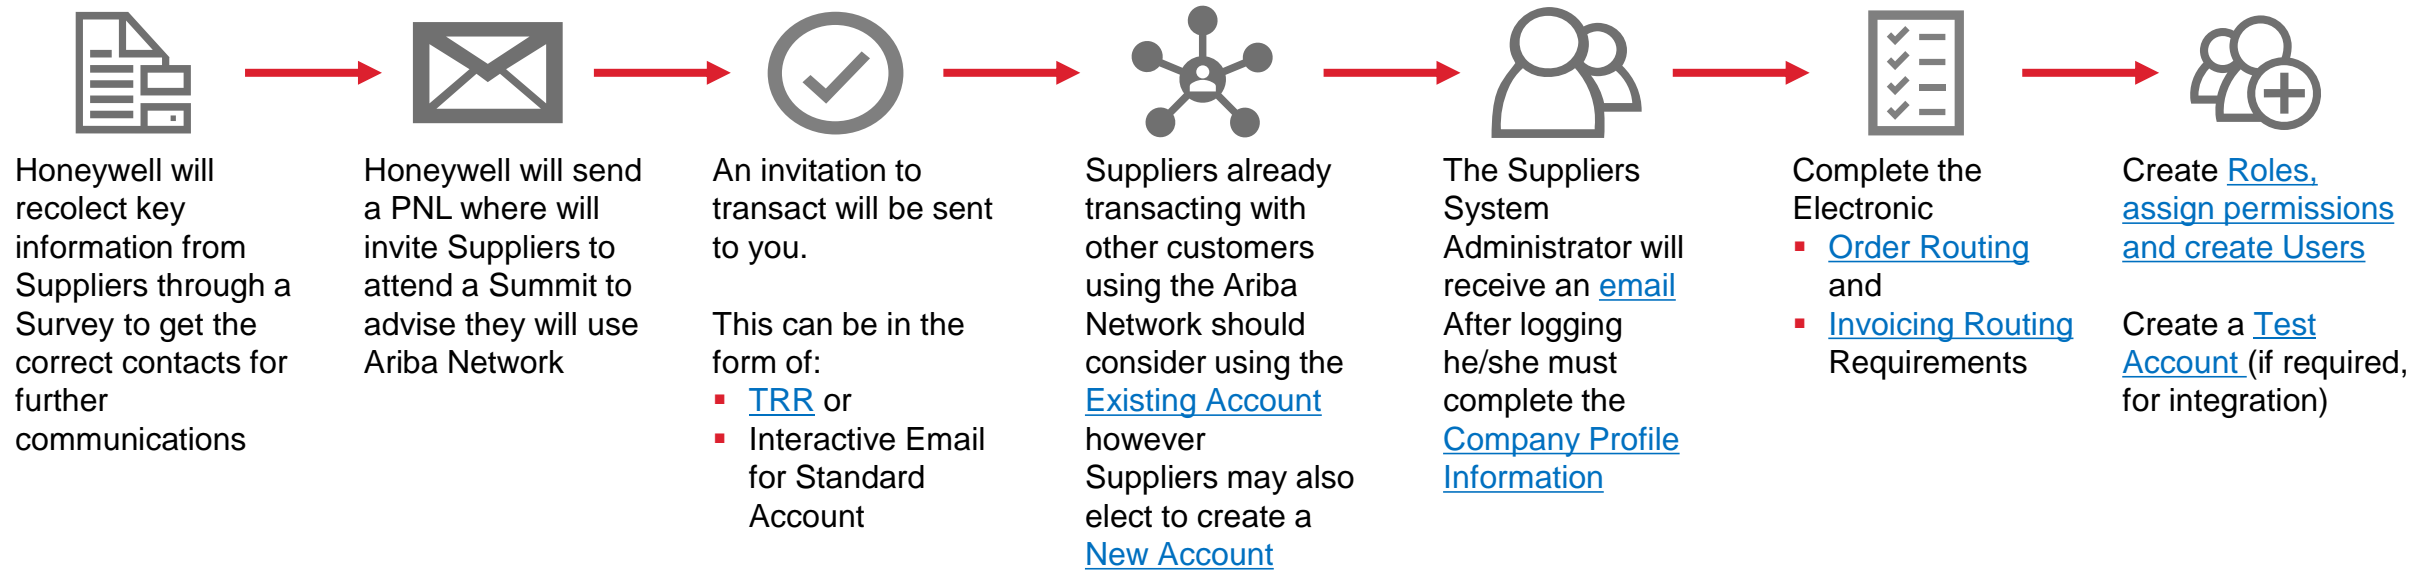 Honeywell will
recolect key
information from
Suppliers through a
Survey to get the
correct contacts for
further
communications
Honeywell will send
a PNL where will
invite Suppliers to
attend a Summit to
advise they will use
Ariba Network
An invitation to
transact will be sent
to you.
This can be in the
form of:
▪ TRR or
▪ Interactive Email
for Standard
Account
Suppliers already
transacting with
other customers
using the Ariba
Network should
consider using the
Existing Account
however
Suppliers may also
elect to create a
New Account
The Suppliers
System
Administrator will
receive an email
After logging
he/she must
complete the
Company Profile
Information
Complete the
Electronic
▪ Order Routing
and
▪ Invoicing Routing
Requirements
Create Roles,
assign permissions
and create Users
Create a Test
Account (if required,
for integration)